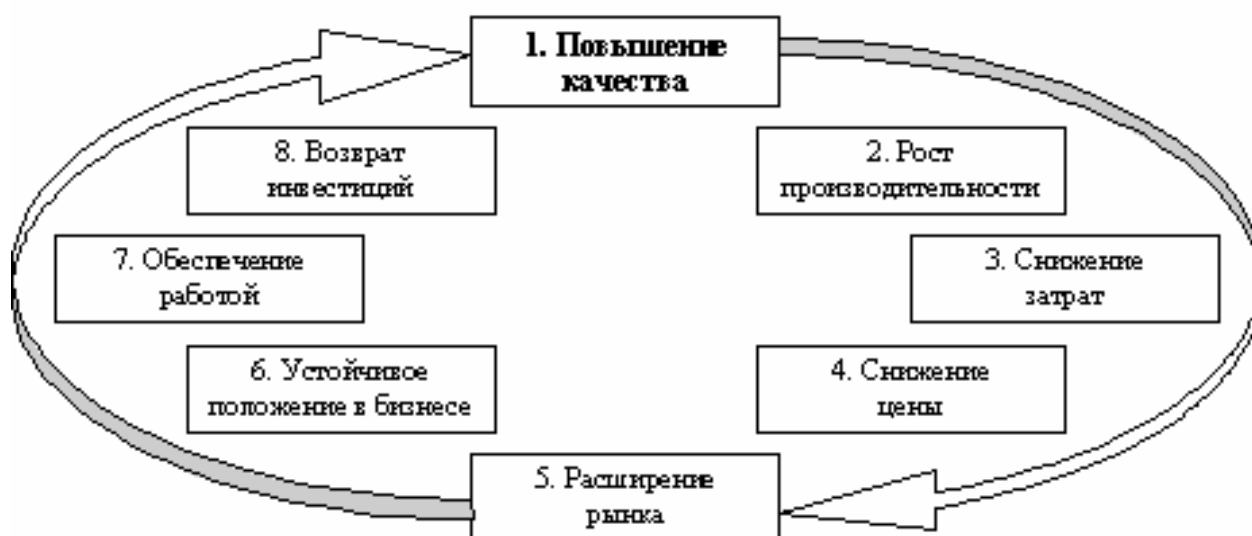 1. Повышение
качества
2. Рост
производительности
3. Снижение
затрат
4. Снижение
цены
5. Расширение
рынка
6. Устойчивое
положение в бизнесе
7. Обеспечение
работой
8. Возврат
инвестиций